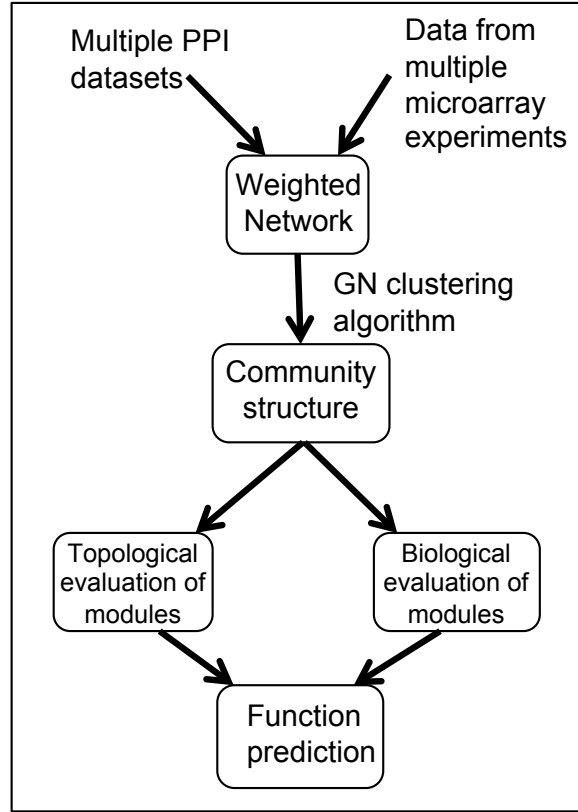 Multiple PPI
datasets
Data from
multiple
microarray
experiments
Weighted
Network
GN clustering
algorithm
Community
structure
Topological
evaluation of
modules
Biological
evaluation of
modules
Function
prediction